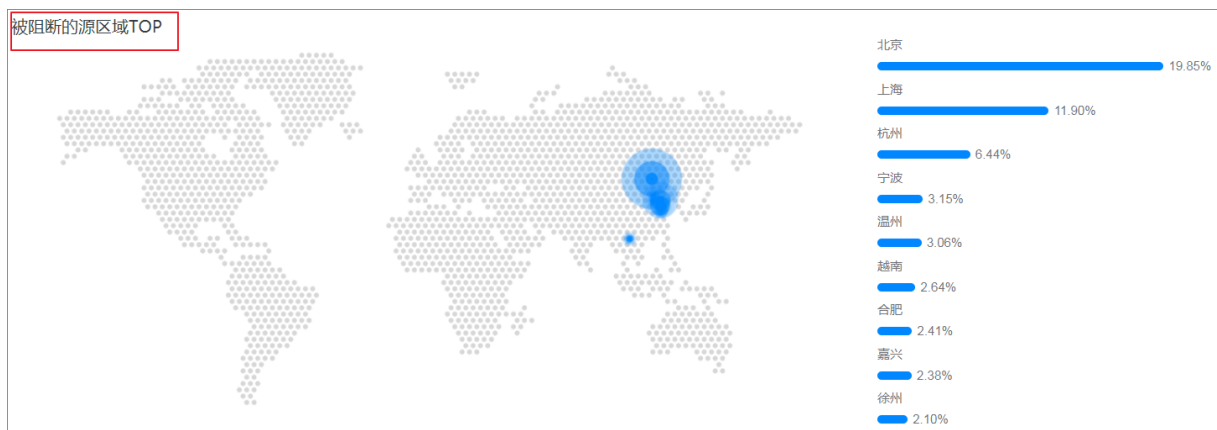 被阻断的源区域TOP
北京
19.85%
上海
11.90%
杭州
6.44%
宁波
3.15%
温州
3.06%
越南
2.64%
合肥
2.41%
嘉兴
2.38%
徐州
2.10%